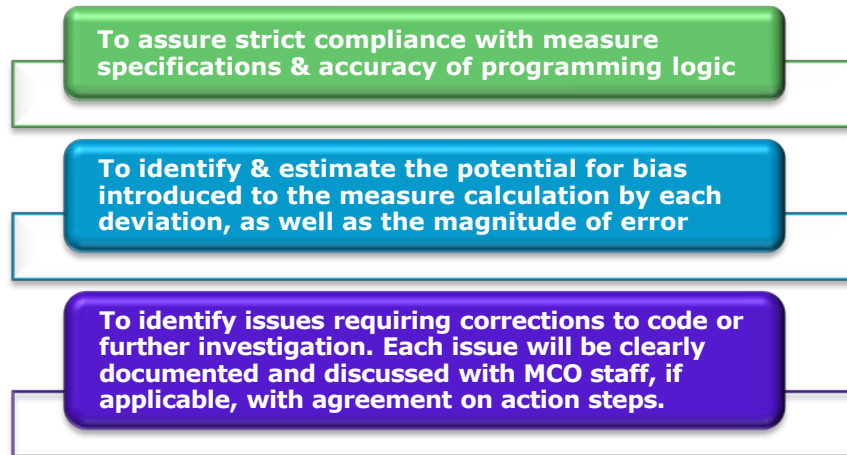 To assure strict compliance with measure
specifications & accuracy of programming logic
To identify & estimate the potential for bias
introduced to the measure calculation by each
deviation, as well as the magnitude of error
To identify issues requiring corrections to code or
further investigation. Each issue will be clearly
documented and discussed with MCO staff, if
applicable, with agreement on action steps.